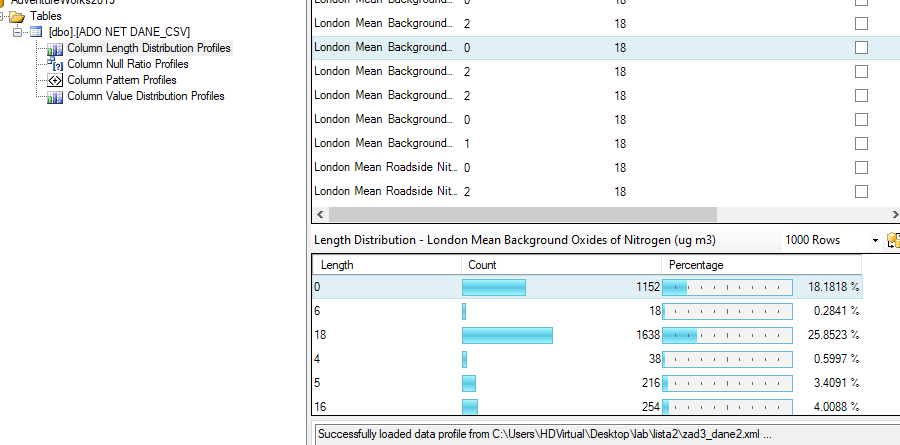 AdventureWorks2015
Tables
[dbo].[ADO NET DANE_CSV]
Column Length Distribution Profiles
Column Null Ratio Profiles
Column Pattern Profiles
Column Value Distribution Profiles
London Mean Background... 0 18
London Mean Background... 2 18
London Mean Background... 0 18
London Mean Background... 2 18
London Mean Background... 2 18
London Mean Background... 0 18
London Mean Background... 1 18
London Mean Roadside Nit... 0 18
London Mean Roadside Nit... 2 18
Length Distribution - London Mean Background Oxides of Nitrogen (ug m3) 1000 Rows
Length Count Percentage
0 1152 18.1818 %
6 18 0.2841 %
18 1638 25.8523 %
4 38 0.5997 %
5 216 3.4091 %
16 254 4.0088 %
Successfully loaded data profile from C:\Users\HDVirtual\Desktop\lab\lista2\zad3_dane2.xml ...